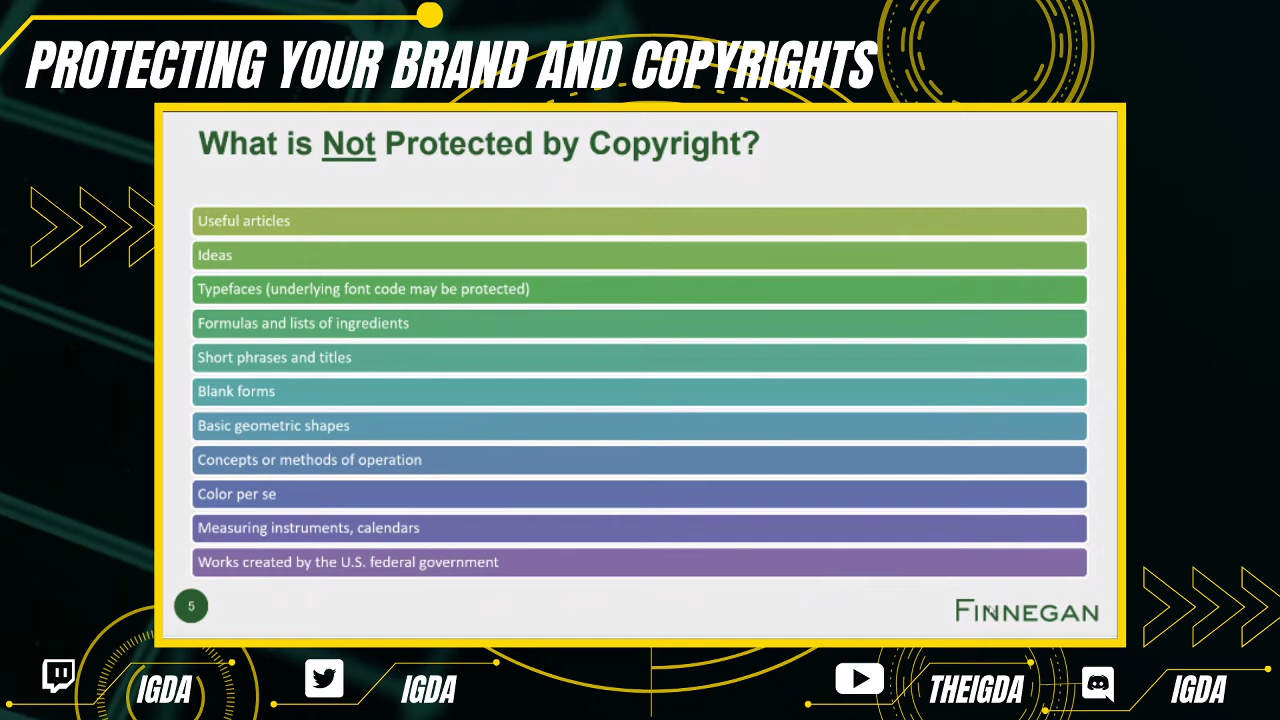 PROTECTING YOUR BRAND AND COPYRIGHTS
What is Not Protected by Copyright?
Useful articles
Ideas
Typefaces (underlying font code may be protected)
Formulas and lists of ingredients
Short phrases and titles
Blank forms
Basic geometric shapes
Concepts or methods of operation
Color per se
Measuring instruments, calendars
Works created by the U.S. federal government
5
FINNEGAN
IGDA
IGDA
THEIGDA
IGDA